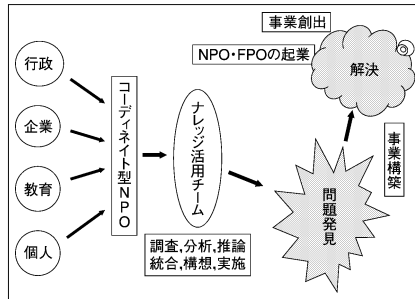 事業創出
NPO・FPOの起業
解決
行政
企業
教育
個人
コーディネイト型NPO
ナレッジ活用チーム
調査,分析,推論
統合,構想,実施
問題発見
事業構築